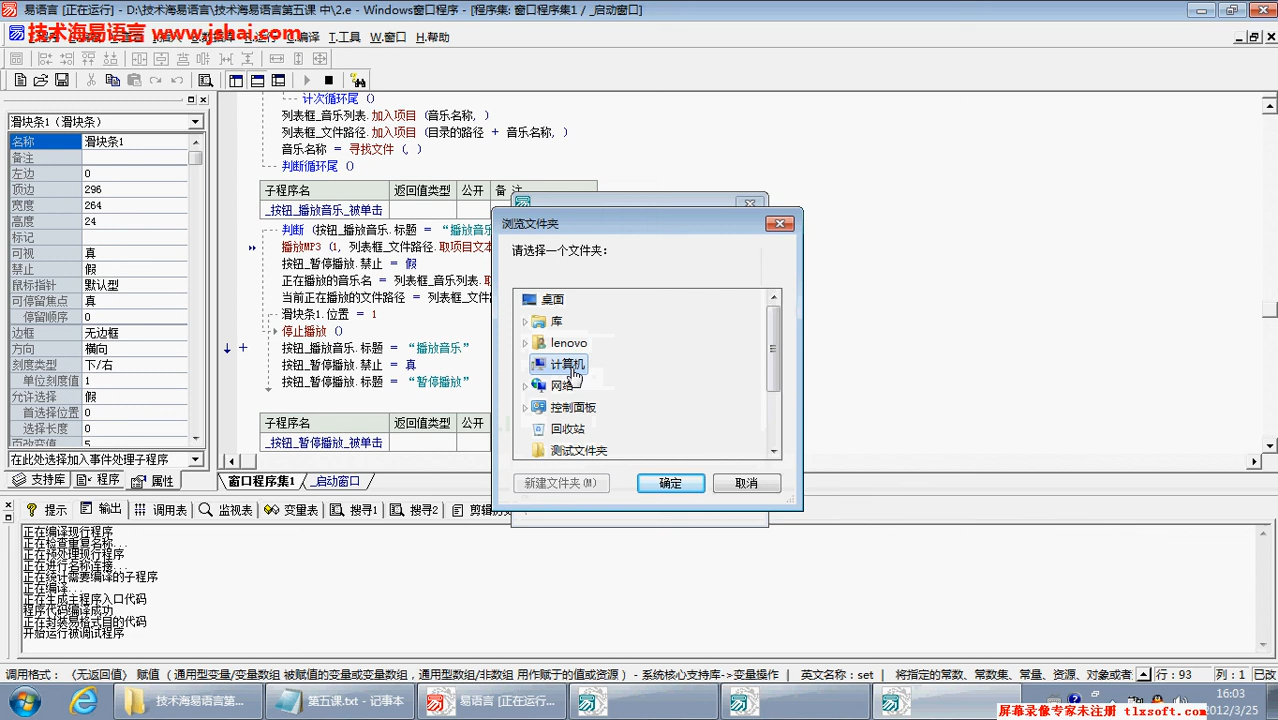 易语言 [正在运行] - D:\技术海易语言\技术海易语言第五课 中\2.e - Windows窗口程序 - [程序集: 窗口程序集1 / _启动窗口]
技术海易语言 www.jshai.com
编译 T.工具 W.窗口 H.帮助
滑块条1（滑块条）
名称 滑块条1
备注
左边 0
顶边 296
宽度 264
高度 24
标记
可视 真
禁止 假
鼠标指针 默认型
可停留焦点 真
停留顺序 0
边框 无边框
方向 横向
刻度类型 下/右
单位刻度值 1
允许选择 假
首选择位置 0
选择长度 0
页改变值 5
在此处选择加入事件处理子程序
支持库 程序 属性
计次循环尾 ()
列表框_音乐列表.加入项目 (音乐名称, )
列表框_文件路径.加入项目 (目录的路径 + 音乐名称, )
音乐名称 = 寻找文件 (, )
判断循环尾 ()
子程序名 返回值类型 公开 备 注
_按钮_播放音乐_被单击
判断 (按钮_播放音乐.标题 = “播放音
播放MP3 (1, 列表框_文件路径.取项目文本
按钮_暂停播放.禁止 = 假
正在播放的音乐名 = 列表框_音乐列表.取
当前正在播放的文件路径 = 列表框_文
滑块条1.位置 = 1
停止播放 ()
按钮_播放音乐.标题 = “播放音乐”
按钮_暂停播放.禁止 = 真
按钮_暂停播放.标题 = “暂停播放”
子程序名 返回值类型 公开
_按钮_暂停播放_被单击
窗口程序集1 _启动窗口
浏览文件夹
请选择一个文件夹:
桌面
库
lenovo
计算机
网络
控制面板
回收站
测试文件夹
新建文件夹(M) 确定 取消
提示 输出 调用表 监视表 变量表 搜寻1 搜寻2 剪辑历史
正在编译现行程序
正在检查重复名称...
正在预处理现行程序
正在进行名称连接...
正在统计需要编译的子程序
正在编译...
正在生成主程序入口代码
程序代码编译成功
正在封装易格式目的代码
开始运行被调试程序
调用格式: 〈无返回值〉 赋值 （通用型变量/变量数组 被赋值的变量或变量数组，通用型数组/非数组 用作赋于的值或资源） - 系统核心支持库->变量操作 | 英文名称：set | 将指定的常数、常数集、常量、资源、对象或者 行：93 列：1 已改
技术海易语言第... 第五课.txt - 记事本 易语言 [正在运行...
16:03
2012/3/25
屏幕录像专家未注册 tlxsoft.com